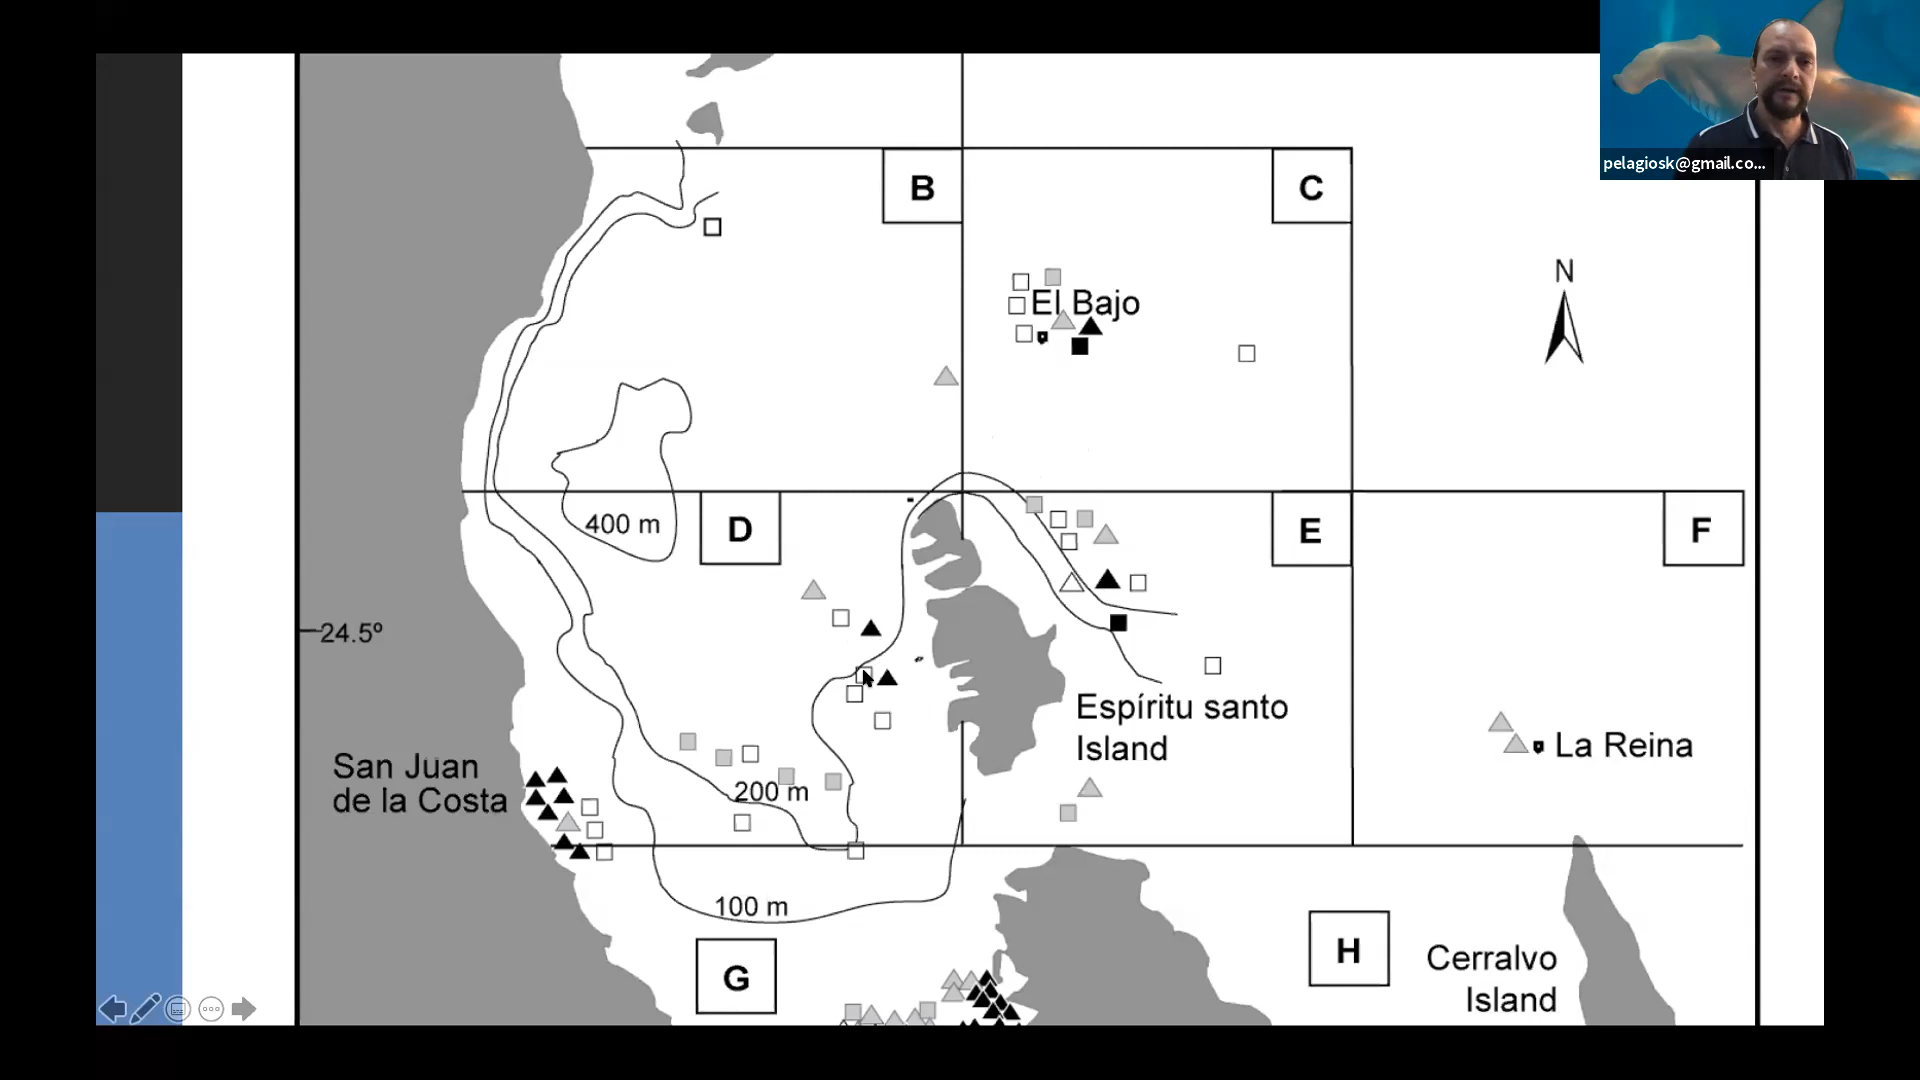 pelagiosk@gmail.co...
B
C
N
El Bajo
400 m
D
E
F
24.5º
Espíritu santo
Island
La Reina
San Juan
de la Costa
200 m
100 m
G
H
Cerralvo
Island